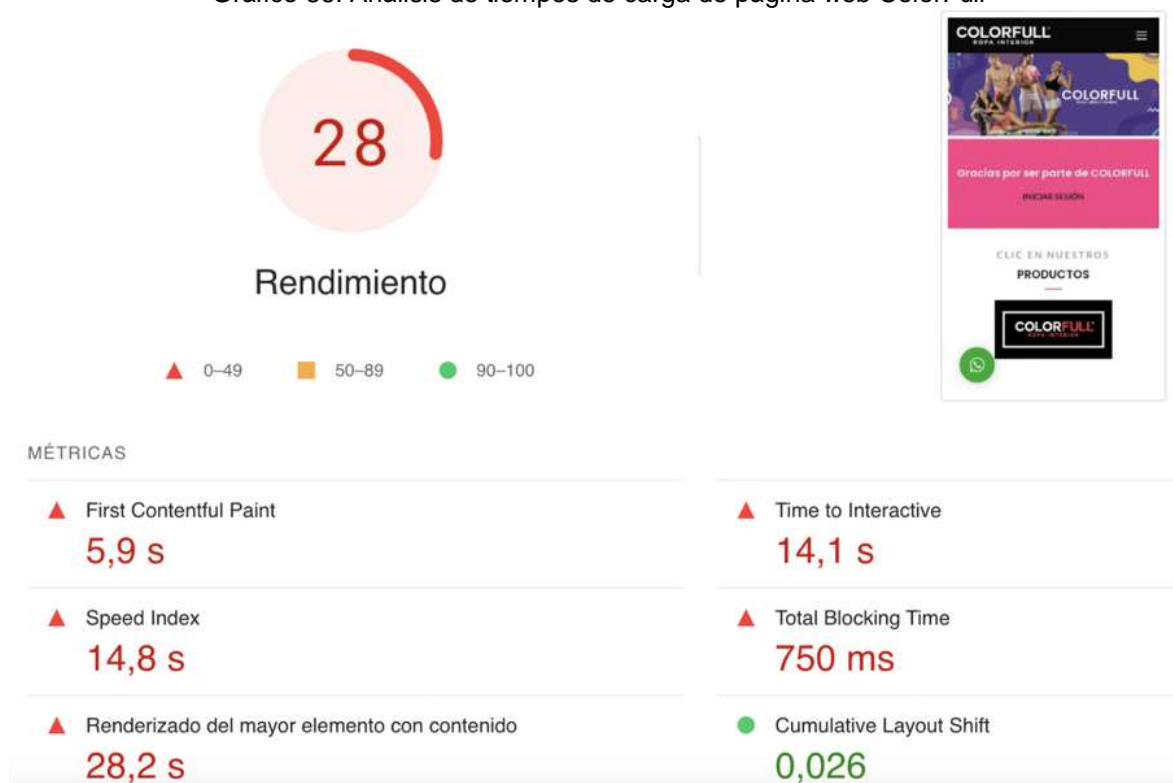 COLORFULL
ROPA INTERIOR
COLORFULL
28
Gracias por ser parte de COLORFULL
INICIAR SESIÓN
Rendimiento
CLIC EN NUESTROS
PRODUCTOS
COLORFULL
ROPA INTERIOR
0–49
50–89
90–100
MÉTRICAS
First Contentful Paint
5,9 s
Time to Interactive
14,1 s
Speed Index
14,8 s
Total Blocking Time
750 ms
Renderizado del mayor elemento con contenido
28,2 s
Cumulative Layout Shift
0,026